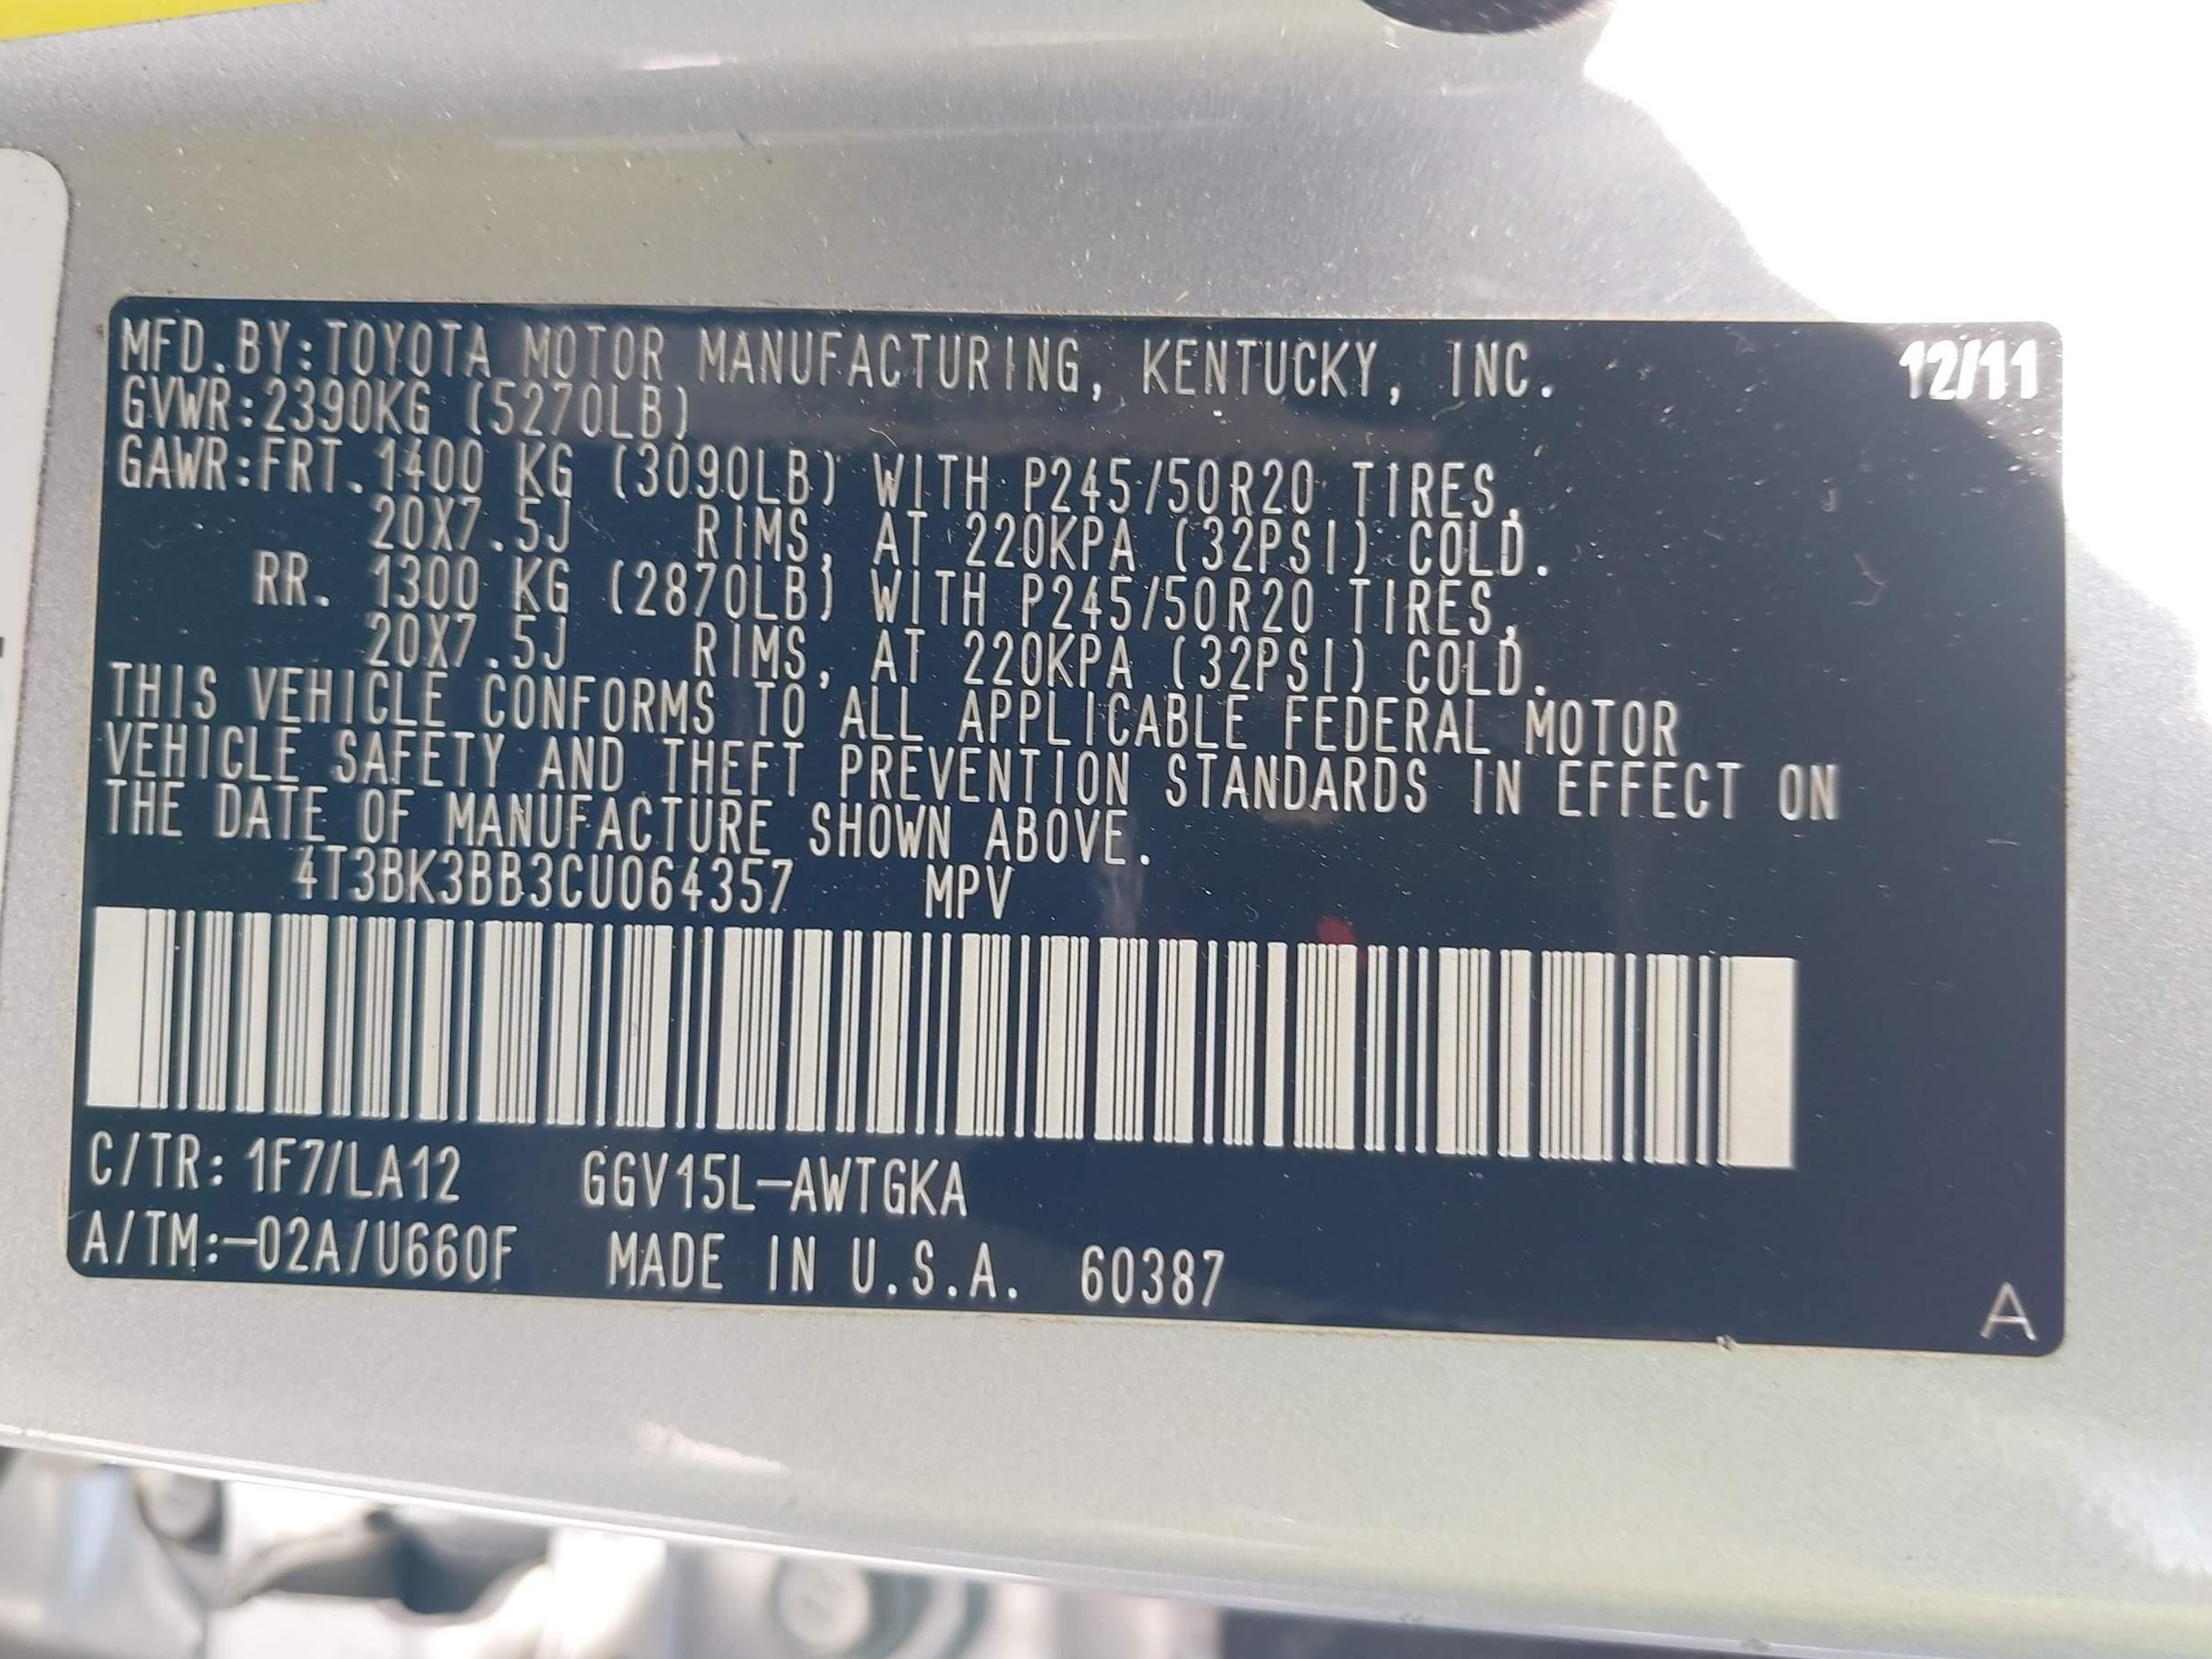 MFD.BY:TOYOTA MOTOR MANUFACTURING, KENTUCKY, INC. 12/11
GVWR:2390KG (5270LB)
GAWR:FRT.1400 KG (3090LB) WITH P245/50R20 TIRES,
20X7.5J RIMS, AT 220KPA (32PSI) COLD.
RR. 1300 KG (2870LB) WITH P245/50R20 TIRES,
20X7.5J RIMS, AT 220KPA (32PSI) COLD.
THIS VEHICLE CONFORMS TO ALL APPLICABLE FEDERAL MOTOR
VEHICLE SAFETY AND THEFT PREVENTION STANDARDS IN EFFECT ON
THE DATE OF MANUFACTURE SHOWN ABOVE.
4T3BK3BB3CU064357 MPV
C/TR: 1F7/LA12 GGV15L-AWTGKA
A/TM:-02A/U660F MADE IN U.S.A. 60387
A